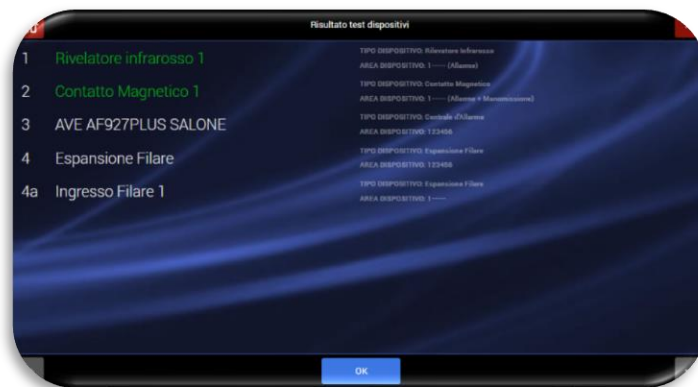 Risultato test dispositivi
1 Rivelatore infrarosso 1
TIPO DISPOSITIVO: Rilevatore Infrarosso
AREA DISPOSITIVO: 1----- (Allarme)
2 Contatto Magnetico 1
TIPO DISPOSITIVO: Contatto Magnetico
AREA DISPOSITIVO: 1----- (Allarme + Manomissione)
3 AVE AF927PLUS SALONE
TIPO DISPOSITIVO: Centrale d'Allarme
AREA DISPOSITIVO: 123456
4 Espansione Filare
TIPO DISPOSITIVO: Espansione Filare
AREA DISPOSITIVO: 123456
4a Ingresso Filare 1
TIPO DISPOSITIVO: Espansione Filare
AREA DISPOSITIVO: 1-----
OK